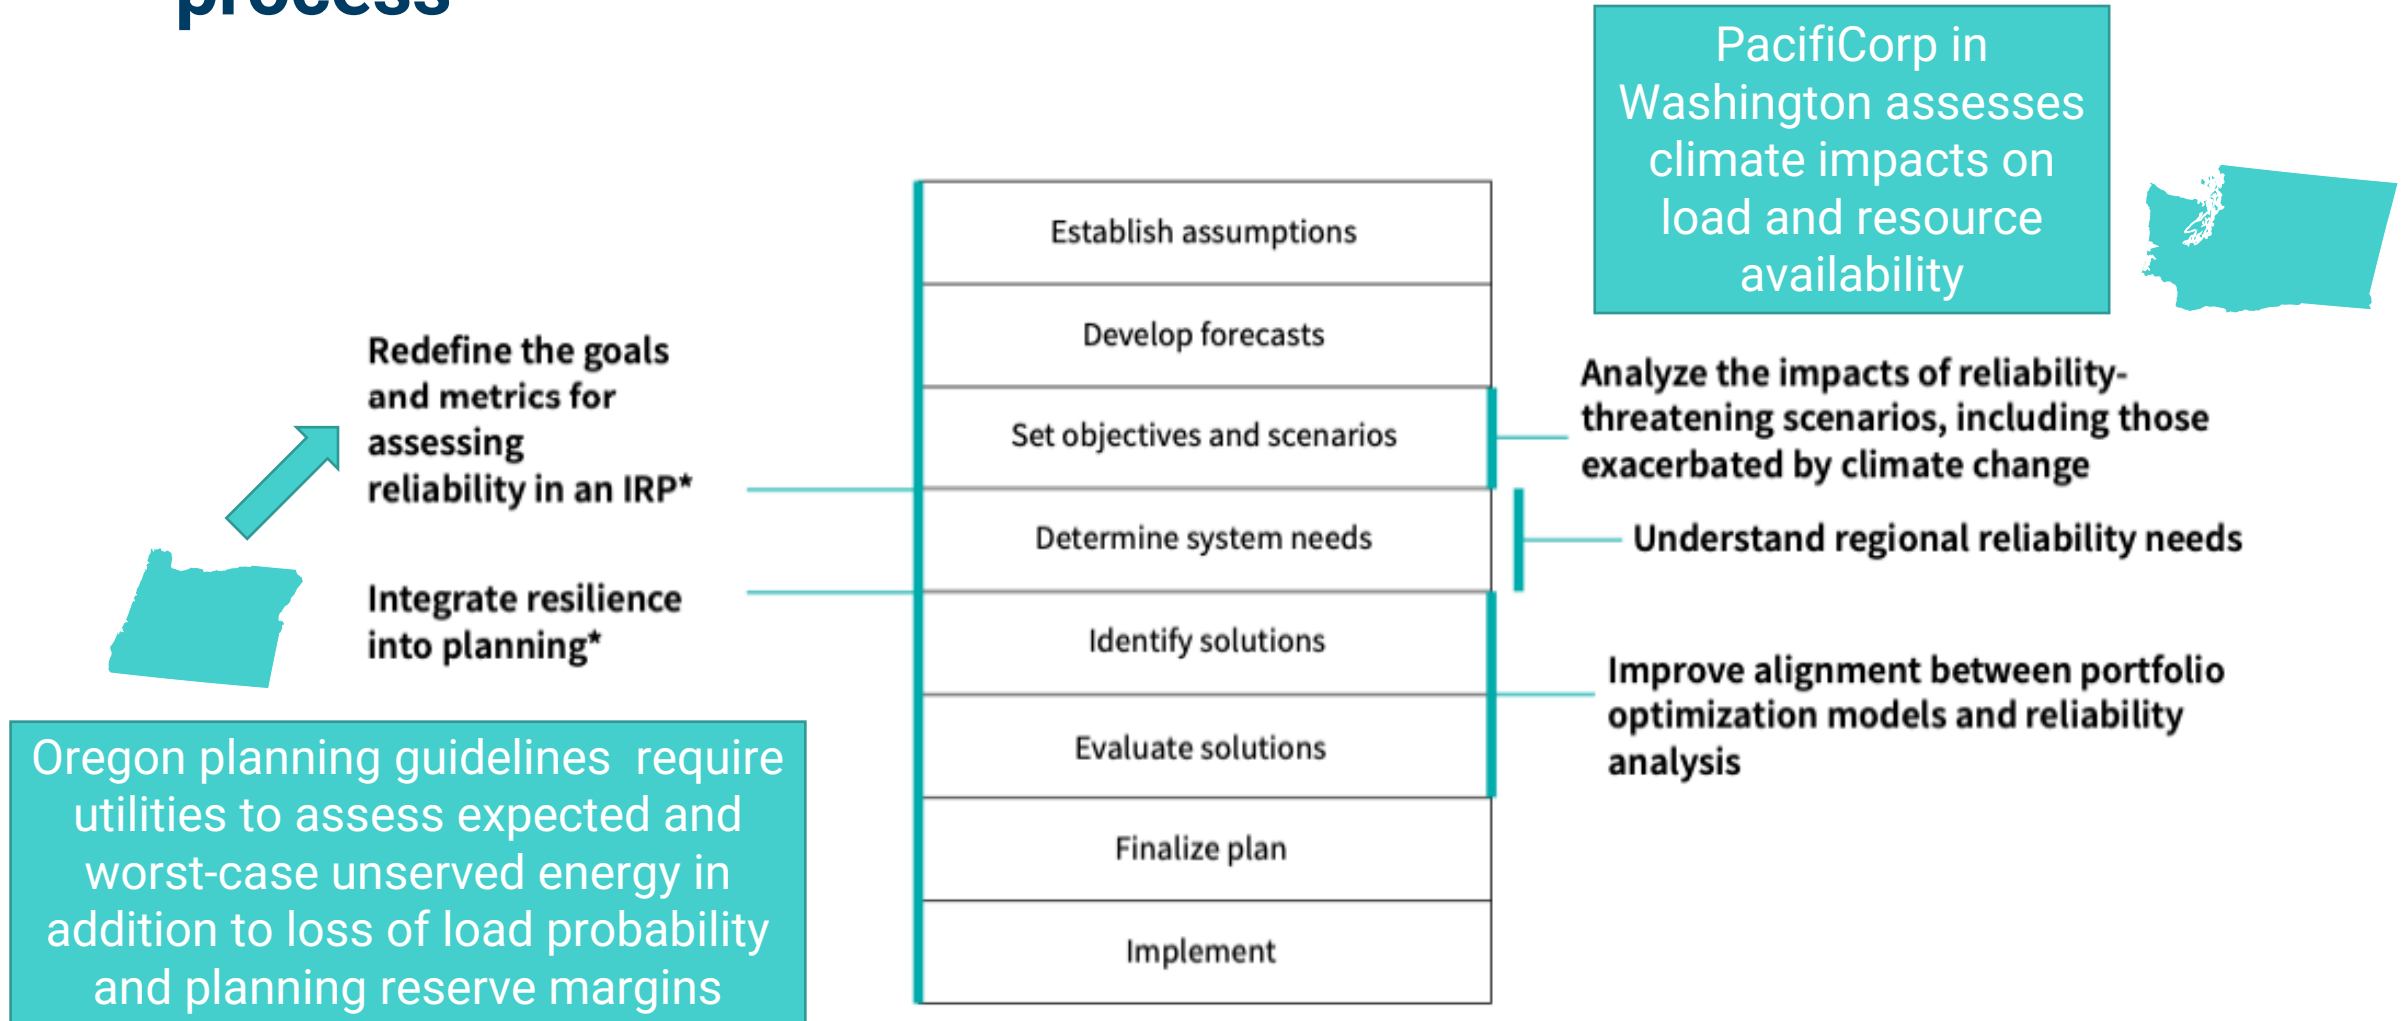 process
PacifiCorp in
Washington assesses
climate impacts on
load and resource
availability
Redefine the goals
and metrics for
assessing
reliability in an IRP*
Integrate resilience
into planning*
Oregon planning guidelines  require
utilities to assess expected and
worst-case unserved energy in
addition to loss of load probability
and planning reserve margins
Establish assumptions
Develop forecasts
Set objectives and scenarios
Determine system needs
Identify solutions
Evaluate solutions
Finalize plan
Implement
Analyze the impacts of reliability-
threatening scenarios, including those
exacerbated by climate change
Understand regional reliability needs
Improve alignment between portfolio
optimization models and reliability
analysis